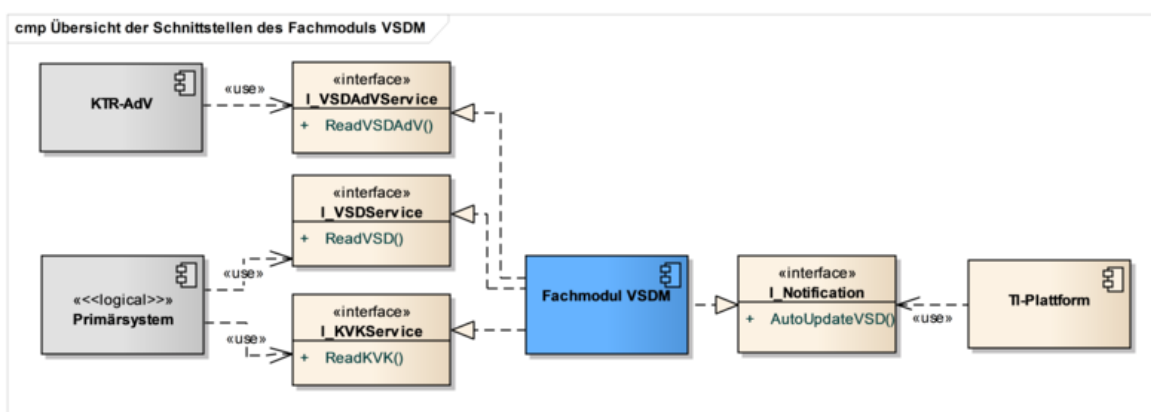 cmp Übersicht der Schnittstellen des Fachmoduls VSDM
KTR-AdV
«use»
«interface»
I_VSDAdVService
+ ReadVSDAdV()
«interface»
I_VSDService
+ ReadVSD()
«use»
«<<logical>>»
Primärsystem
«use»
«interface»
I_KVKService
+ ReadKVK()
Fachmodul VSDM
«interface»
I_Notification
+ AutoUpdateVSD()
«use»
TI-Plattform